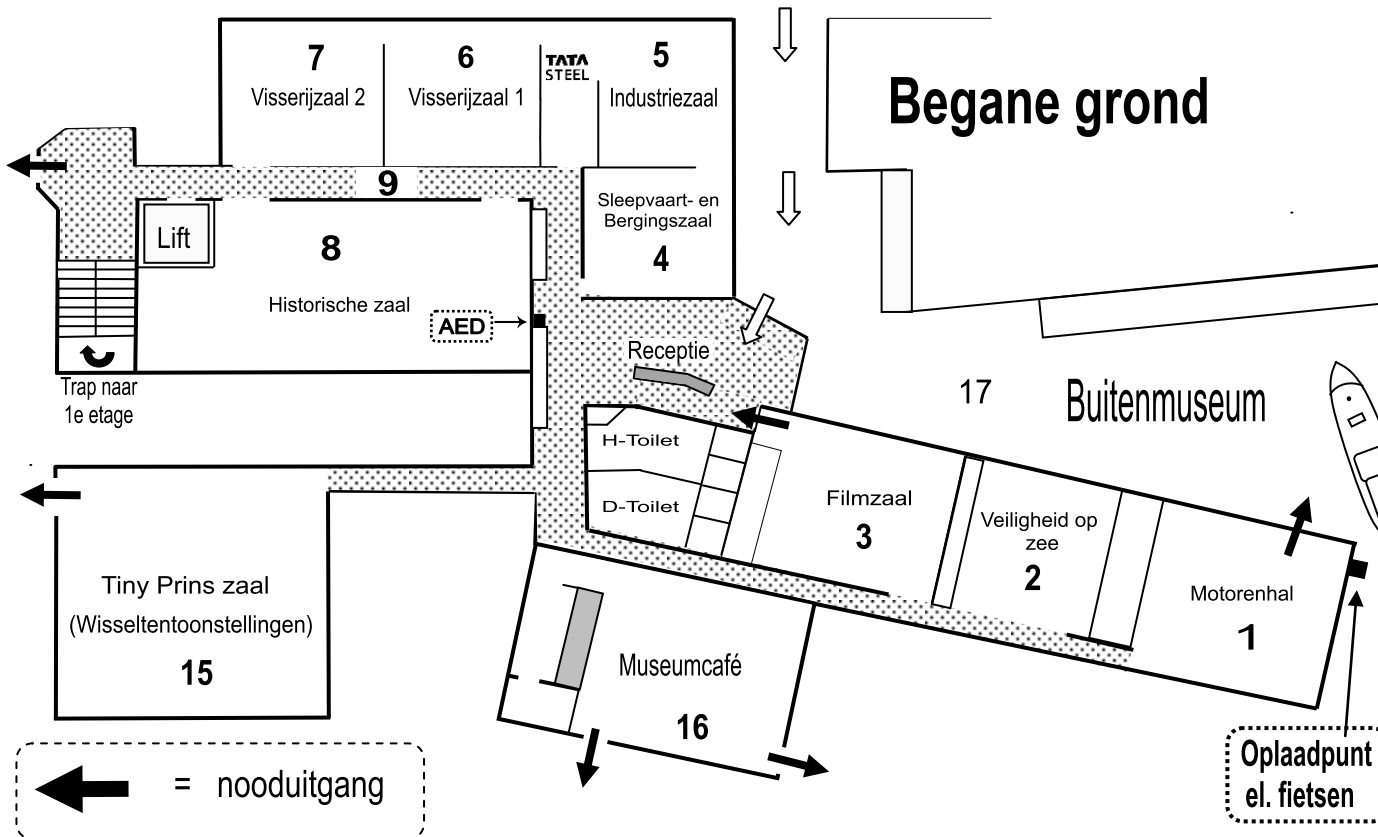 Begane grond
7
Visserijzaal 2
6
Visserijzaal 1
TATA
STEEL
5
Industriezaal
9
Sleepvaart- en
Bergingszaal
4
Lift
8
Historische zaal
AED
Receptie
Trap naar
1e etage
17
Buitenmuseum
H-Toilet
D-Toilet
Filmzaal
3
Veiligheid op
zee
2
Motorenhal
1
Tiny Prins zaal
(Wisseltentoonstellingen)
15
Museumcafé
16
Oplaadpunt
el. fietsen
= nooduitgang